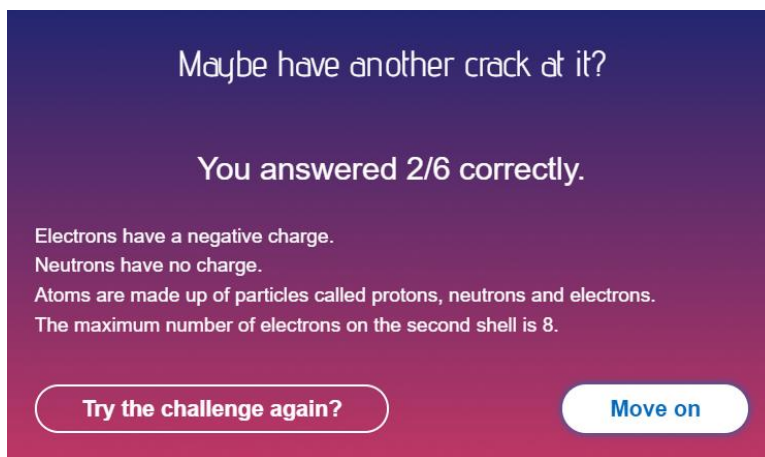 Maybe have another crack at it?
You answered 2/6 correctly.
Electrons have a negative charge.
Neutrons have no charge.
Atoms are made up of particles called protons, neutrons and electrons.
The maximum number of electrons on the second shell is 8.
Try the challenge again?
Move on